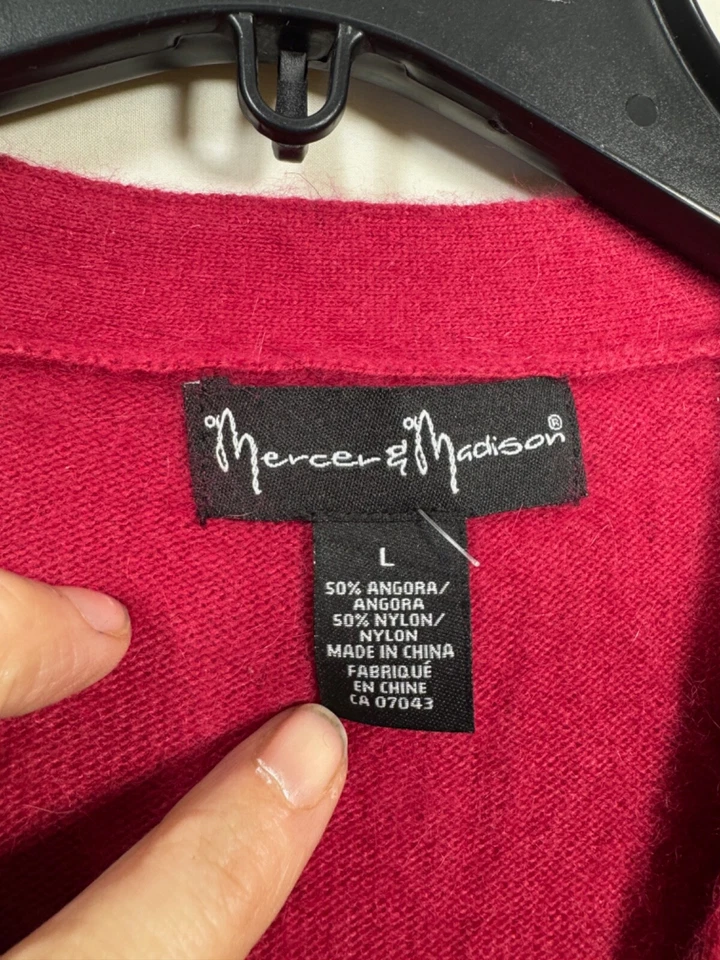 Mercer & Madison®
L
50% ANGORA/
ANGORA
50% NYLON/
NYLON
MADE IN CHINA
FABRIQUÉ
EN CHINE
CA 07043